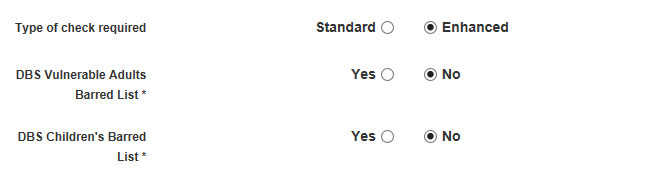 Type of check required Standard Enhanced
DBS Vulnerable Adults Yes No
Barred List *
DBS Children's Barred Yes No
List *